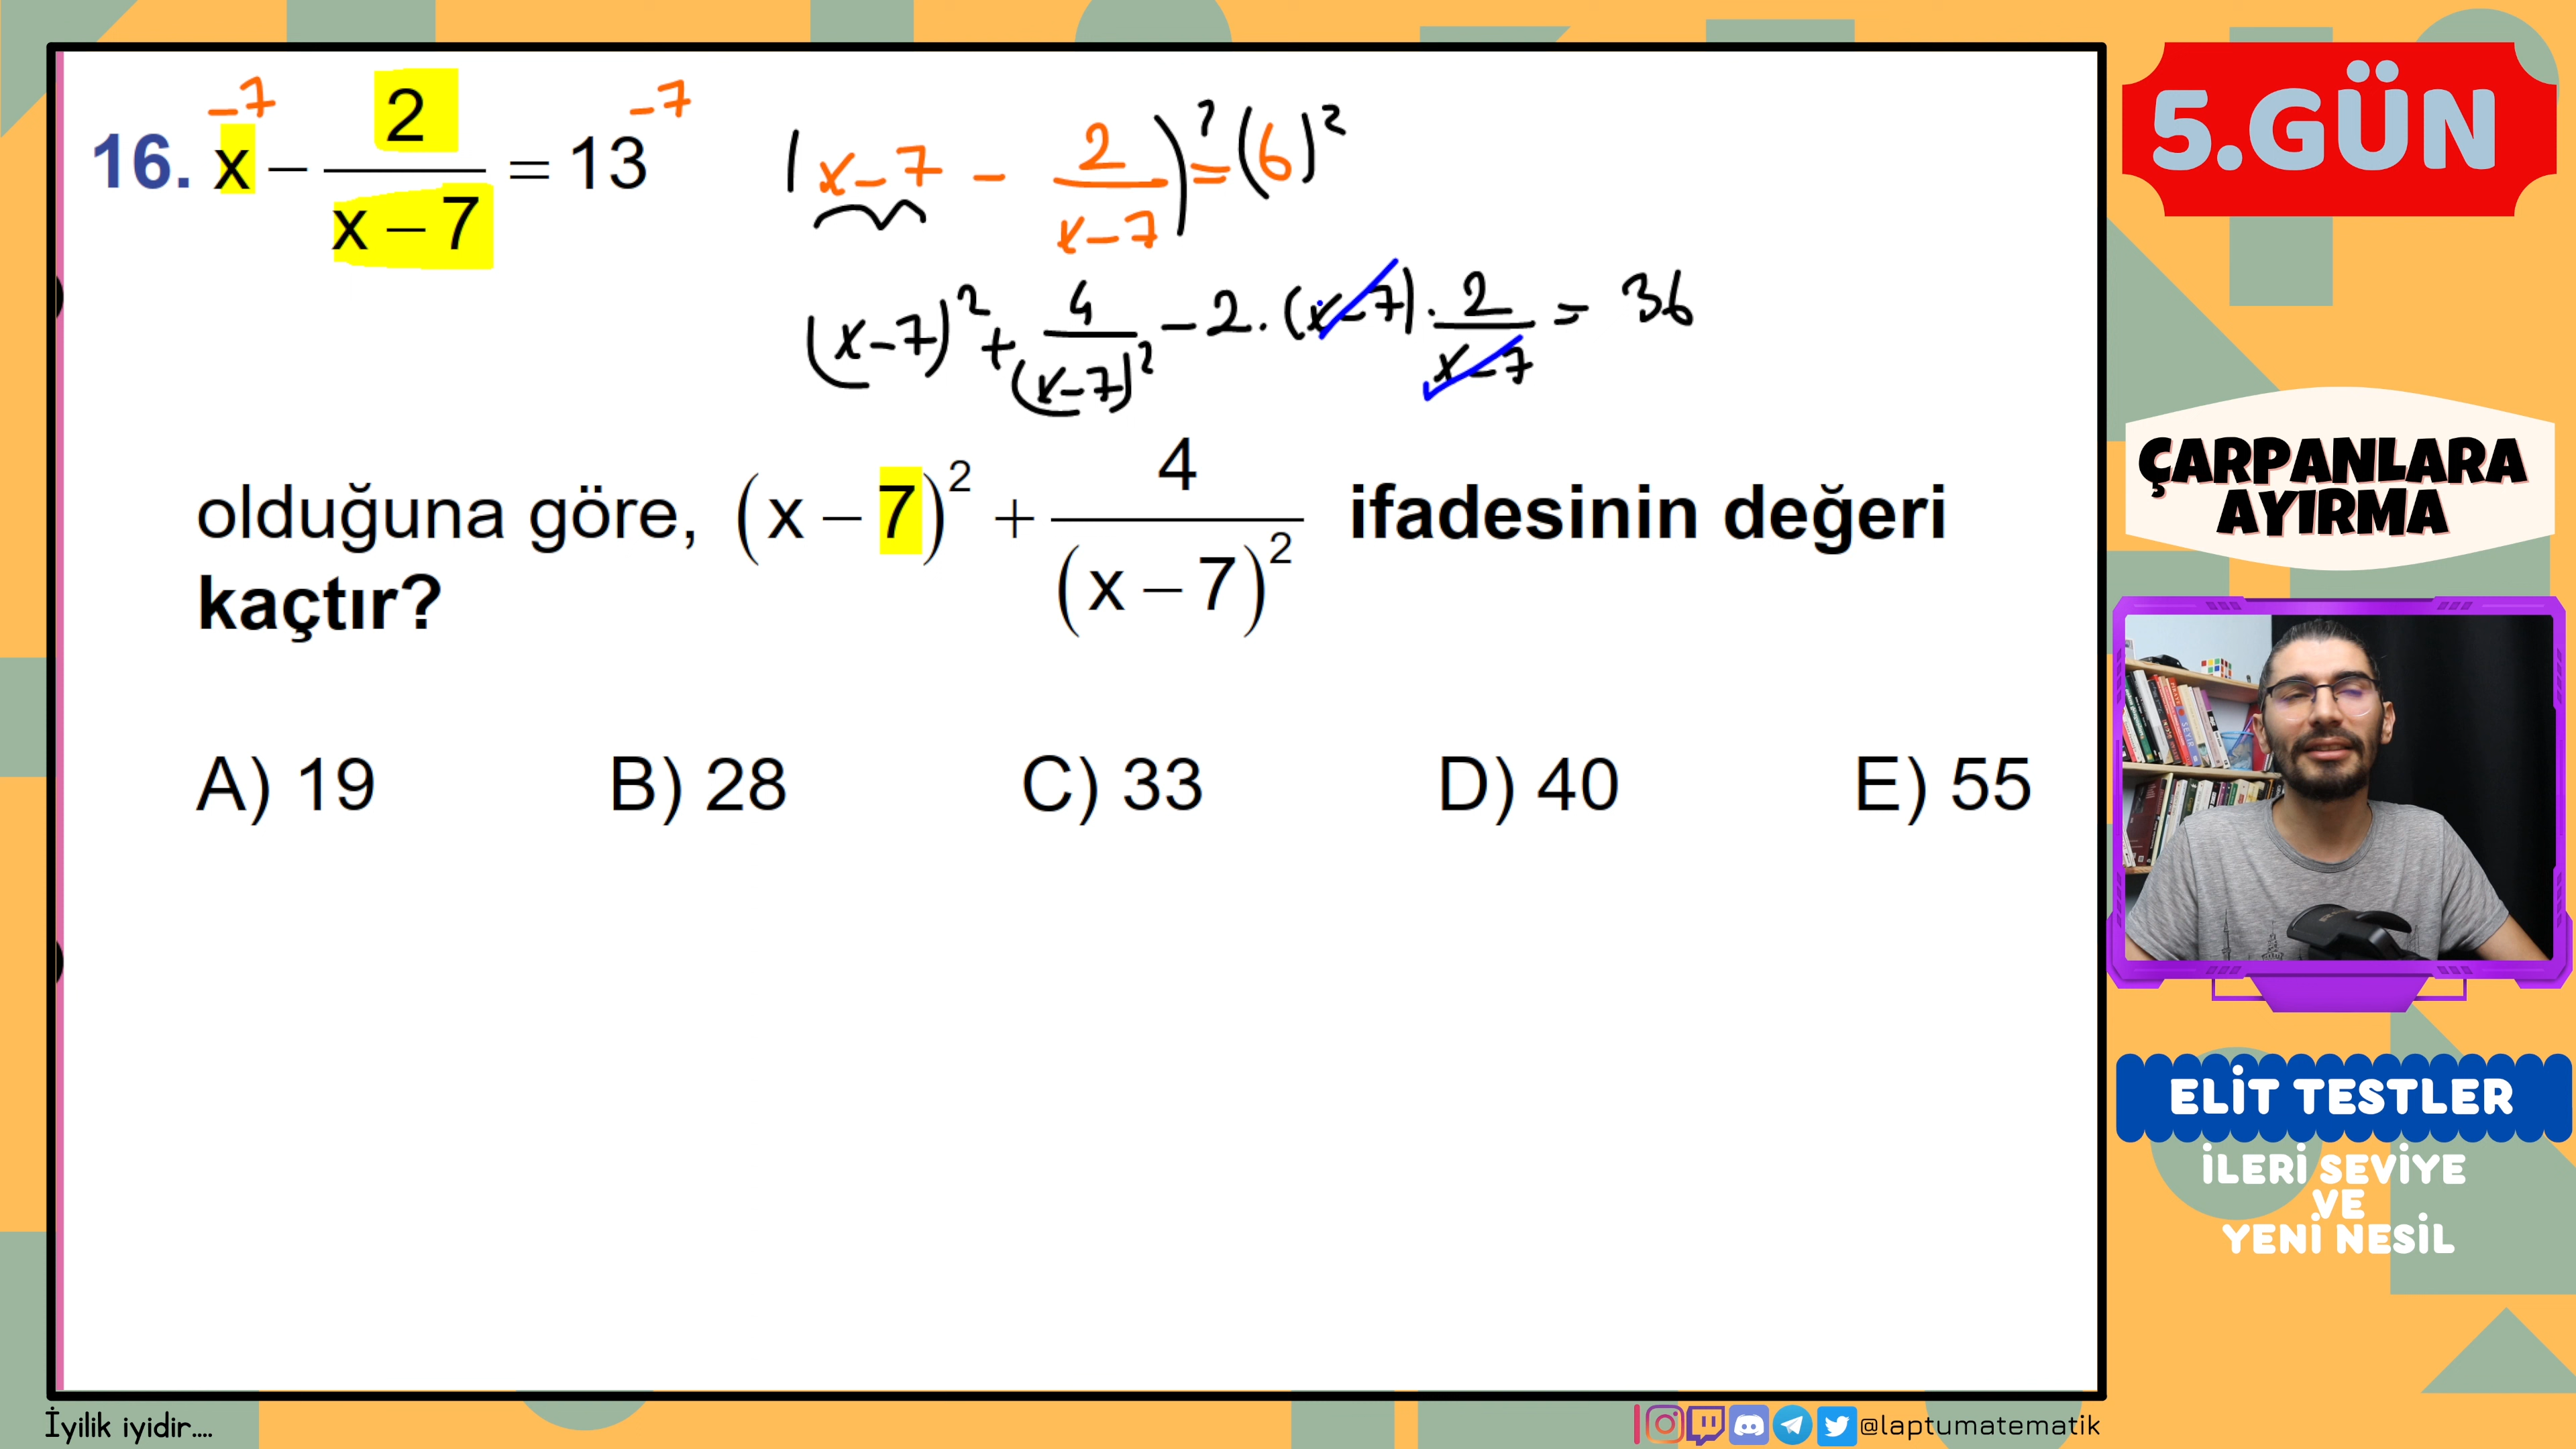 -7 -7
16. x - 2/(x - 7) = 13
(x-7 - 2/(x-7))² = (6)²
(x-7)² + 4/(x-7)² - 2.(x-7).2/(x-7) = 36
olduğuna göre, (x - 7)² + 4/(x - 7)² ifadesinin değeri
kaçtır?
A) 19 B) 28 C) 33 D) 40 E) 55
5.GÜN
ÇARPANLARA
AYIRMA
ELİT TESTLER
İLERİ SEVİYE
VE
YENİ NESİL
İyilik iyidir....
@laptumatematik